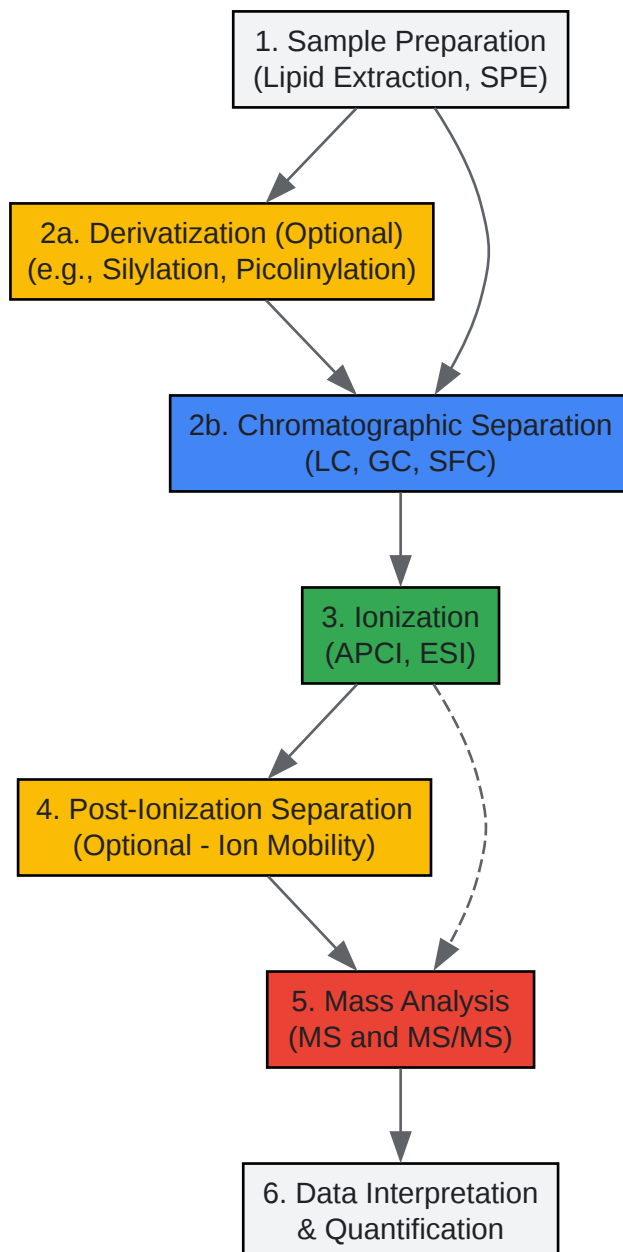 1. Sample Preparation
(Lipid Extraction, SPE)
2a. Derivatization (Optional)
(e.g., Silylation, Picolinylation)
2b. Chromatographic Separation
(LC, GC, SFC)
3. Ionization
(APCI, ESI)
4. Post-Ionization Separation
(Optional - Ion Mobility)
5. Mass Analysis
(MS and MS/MS)
6. Data Interpretation
& Quantification